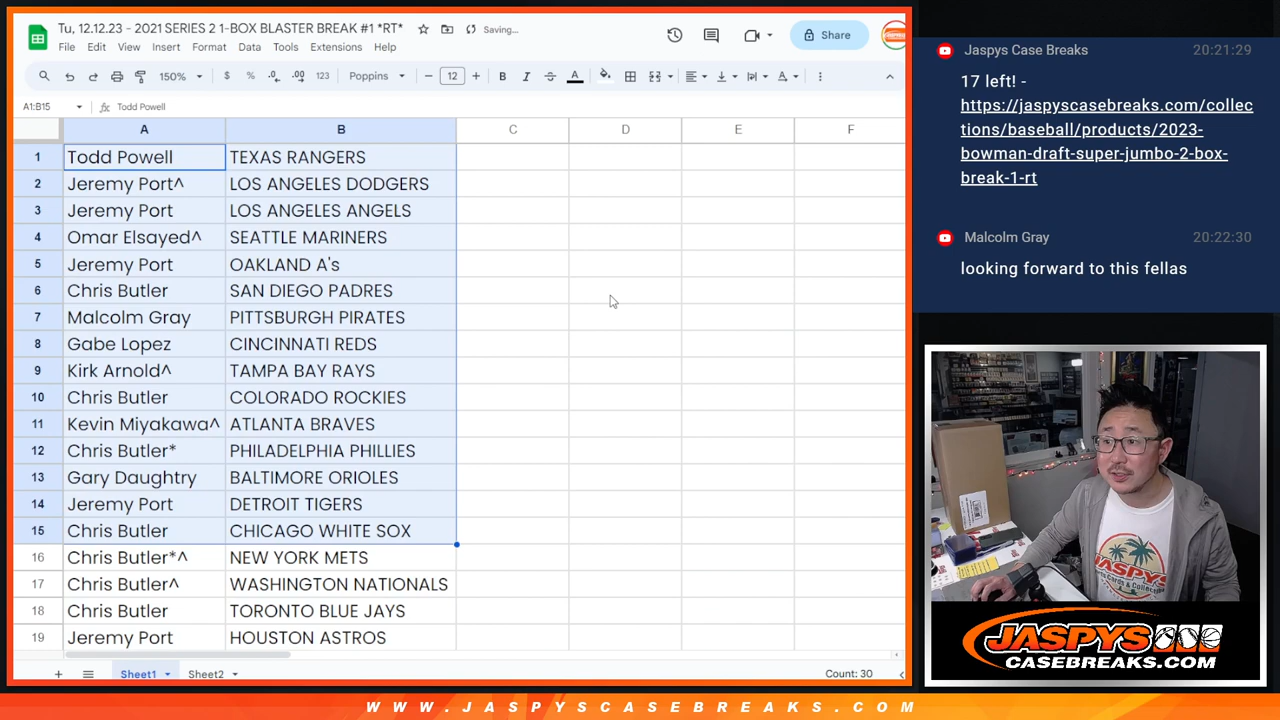 Tu, 12.12.23 - 2021 SERIES 2 1-BOX BLASTER BREAK #1 *RT*
Saving...
File Edit View Insert Format Data Tools Extensions Help
Share
150% $ % .0 .00 123 Poppins 12 B I A
A1:B15 fx Todd Powell
A B C D E F
1 Todd Powell TEXAS RANGERS
2 Jeremy Port^ LOS ANGELES DODGERS
3 Jeremy Port LOS ANGELES ANGELS
4 Omar Elsayed^ SEATTLE MARINERS
5 Jeremy Port OAKLAND A's
6 Chris Butler SAN DIEGO PADRES
7 Malcolm Gray PITTSBURGH PIRATES
8 Gabe Lopez CINCINNATI REDS
9 Kirk Arnold^ TAMPA BAY RAYS
10 Chris Butler COLORADO ROCKIES
11 Kevin Miyakawa^ ATLANTA BRAVES
12 Chris Butler* PHILADELPHIA PHILLIES
13 Gary Daughtry BALTIMORE ORIOLES
14 Jeremy Port DETROIT TIGERS
15 Chris Butler CHICAGO WHITE SOX
16 Chris Butler*^ NEW YORK METS
17 Chris Butler^ WASHINGTON NATIONALS
18 Chris Butler TORONTO BLUE JAYS
19 Jeremy Port HOUSTON ASTROS
Sheet1 Sheet2 Count: 30
Jaspys Case Breaks 20:21:29
17 left! -
https://jaspyscasebreaks.com/collec
tions/baseball/products/2023-
bowman-draft-super-jumbo-2-box-
break-1-rt
Malcolm Gray 20:22:30
looking forward to this fellas
JASPYS
JASPYS
CASEBREAKS.COM
WWW.JASPYSCASEBREAKS.COM